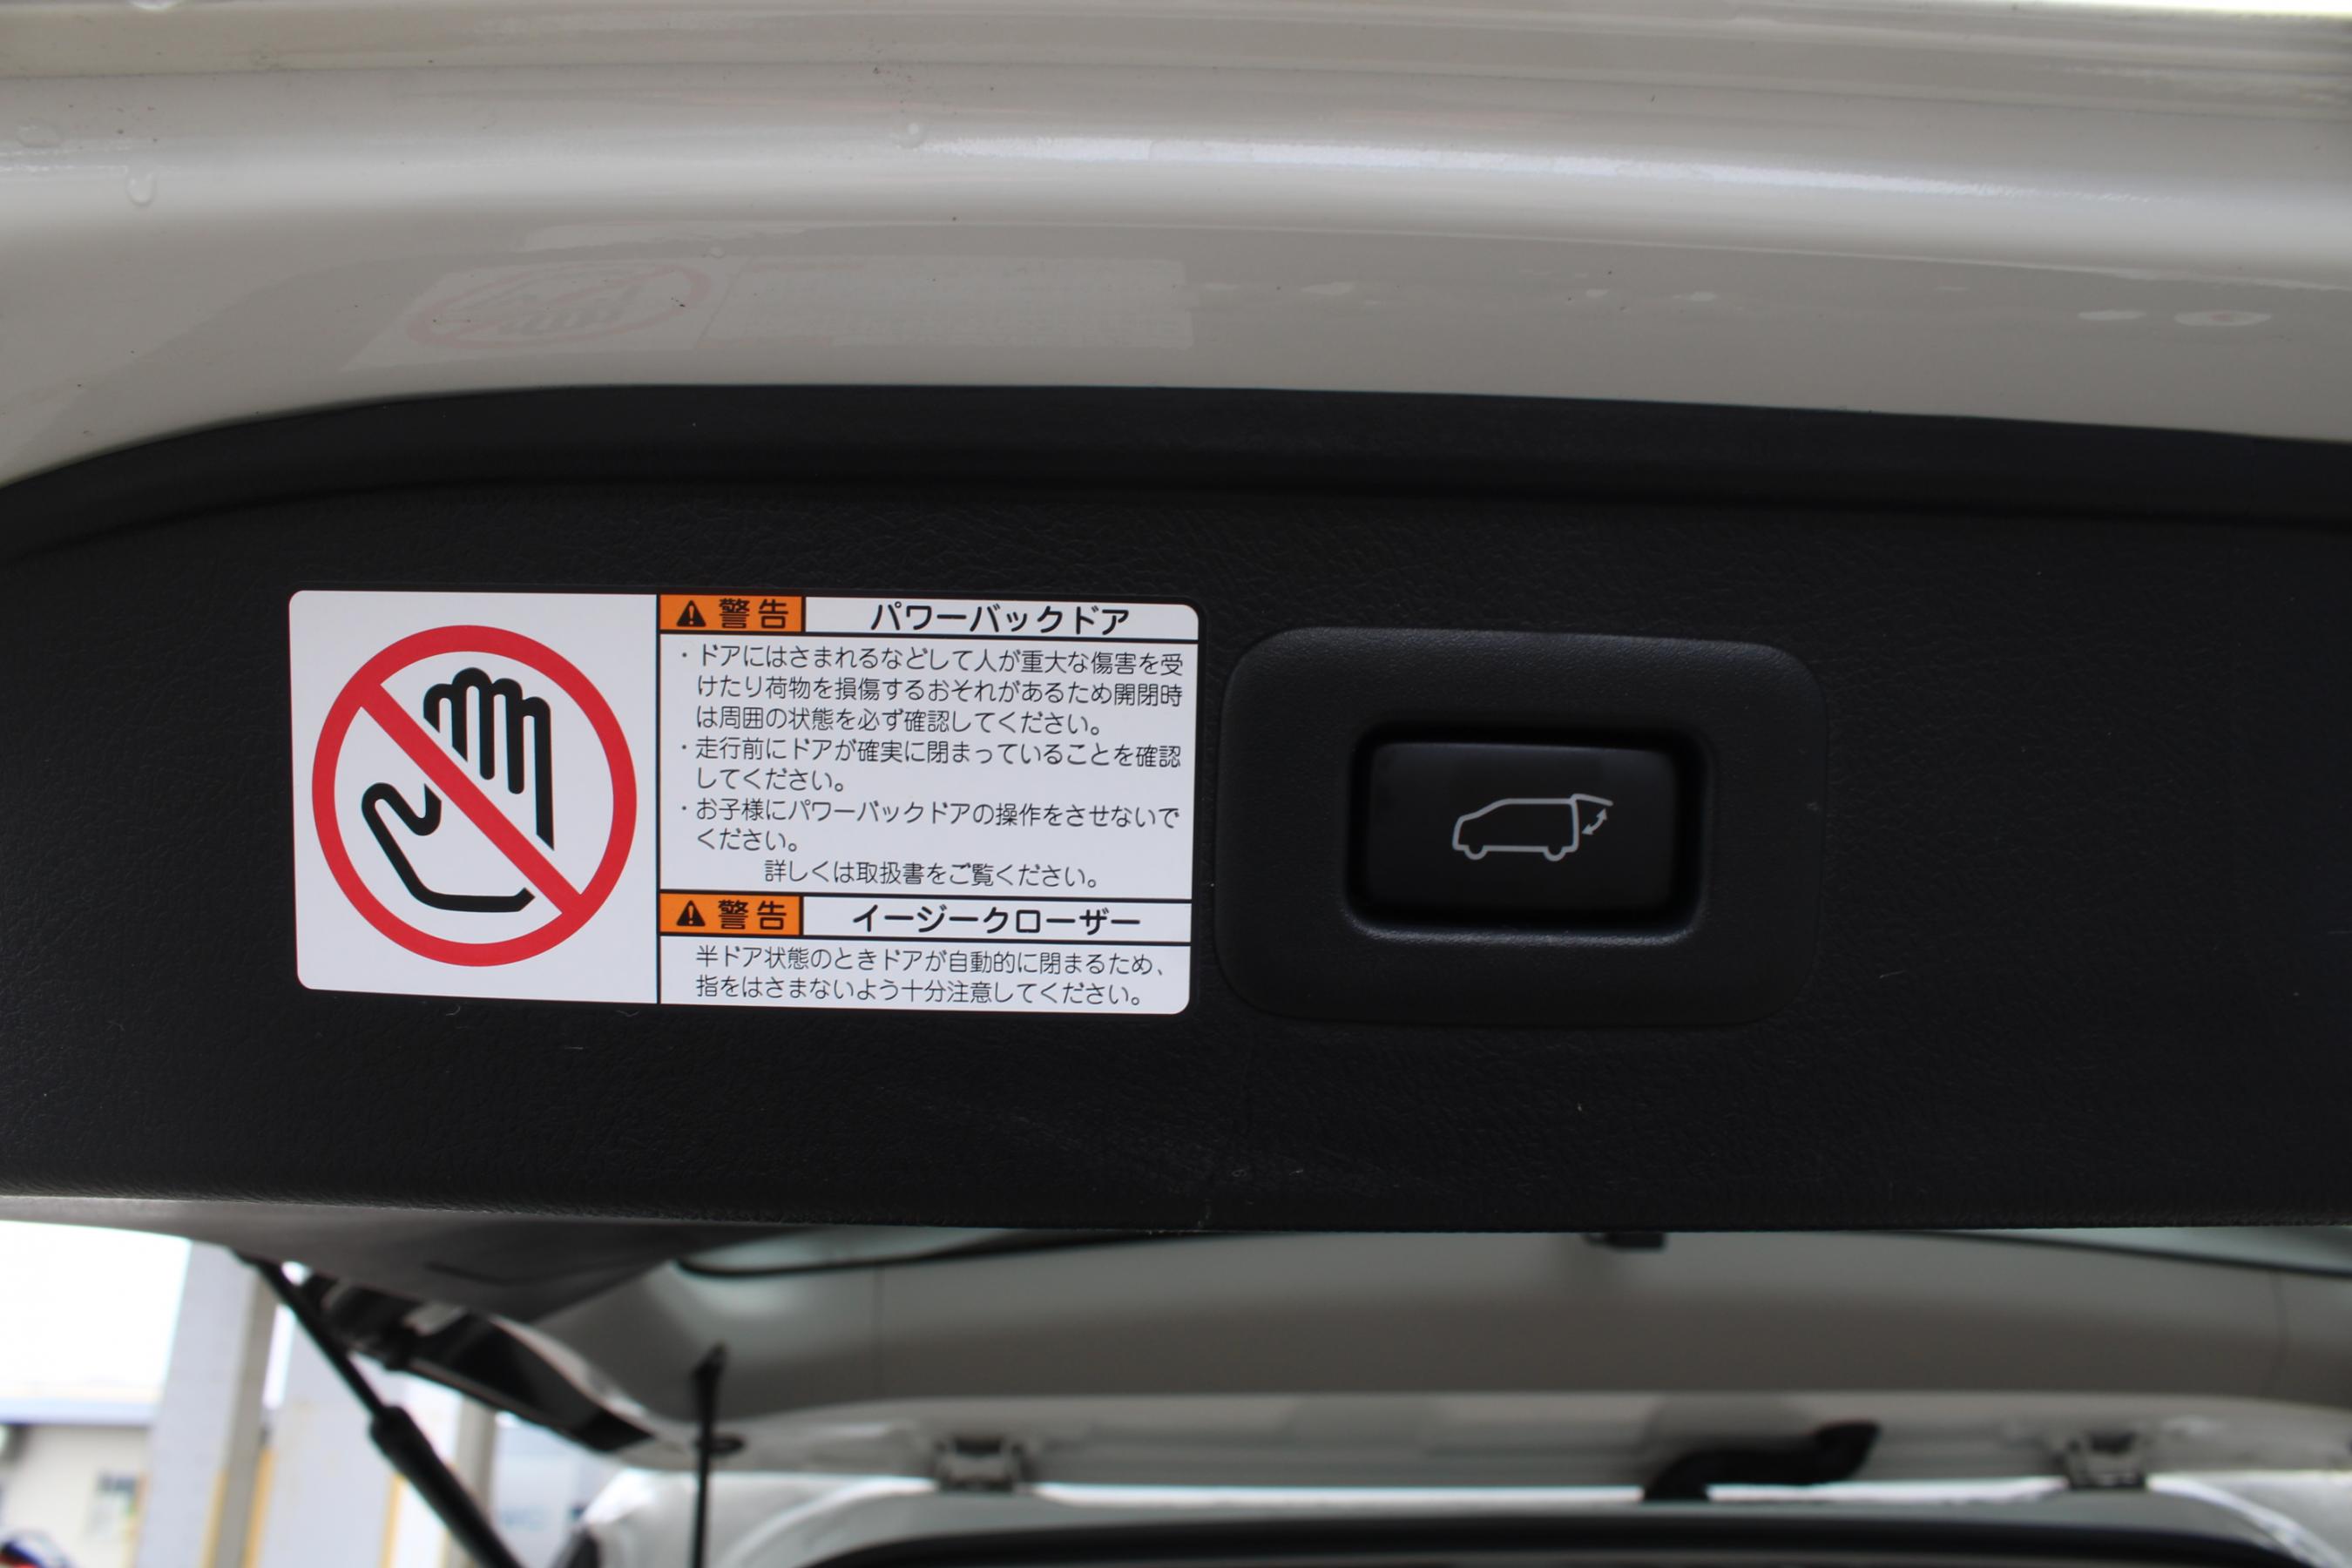 警告 パワーバックドア
・ドアにはさまれるなどして人が重大な傷害を受
けたり荷物を損傷するおそれがあるため開閉時
は周囲の状態を必ず確認してください。
・走行前にドアが確実に閉まっていることを確認
してください。
・お子様にパワーバックドアの操作をさせないで
ください。
詳しくは取扱書をご覧ください。
警告 イージークローザー
半ドア状態のときドアが自動的に閉まるため、
指をはさまないよう十分注意してください。